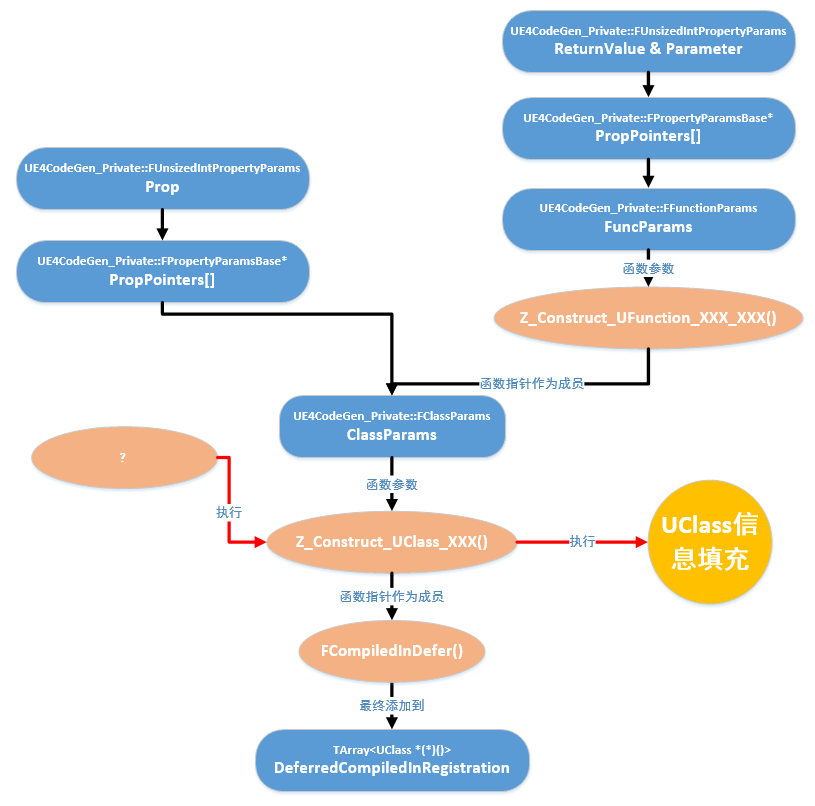 UE4CodeGen_Private::FUnsizedIntPropertyParams
ReturnValue & Parameter
UE4CodeGen_Private::FPropertyParamsBase*
PropPointers[]
UE4CodeGen_Private::FUnsizedIntPropertyParams
Prop
UE4CodeGen_Private::FFunctionParams
FuncParams
UE4CodeGen_Private::FPropertyParamsBase*
PropPointers[]
函数参数
Z_Construct_UFunction_XXX_XXX()
函数指针作为成员
UE4CodeGen_Private::FClassParams
ClassParams
?
函数参数
执行
Z_Construct_UClass_XXX()
执行
UClass信
息填充
函数指针作为成员
FCompiledInDefer()
最终添加到
TArray<UClass *(*)()>
DeferredCompiledInRegistration